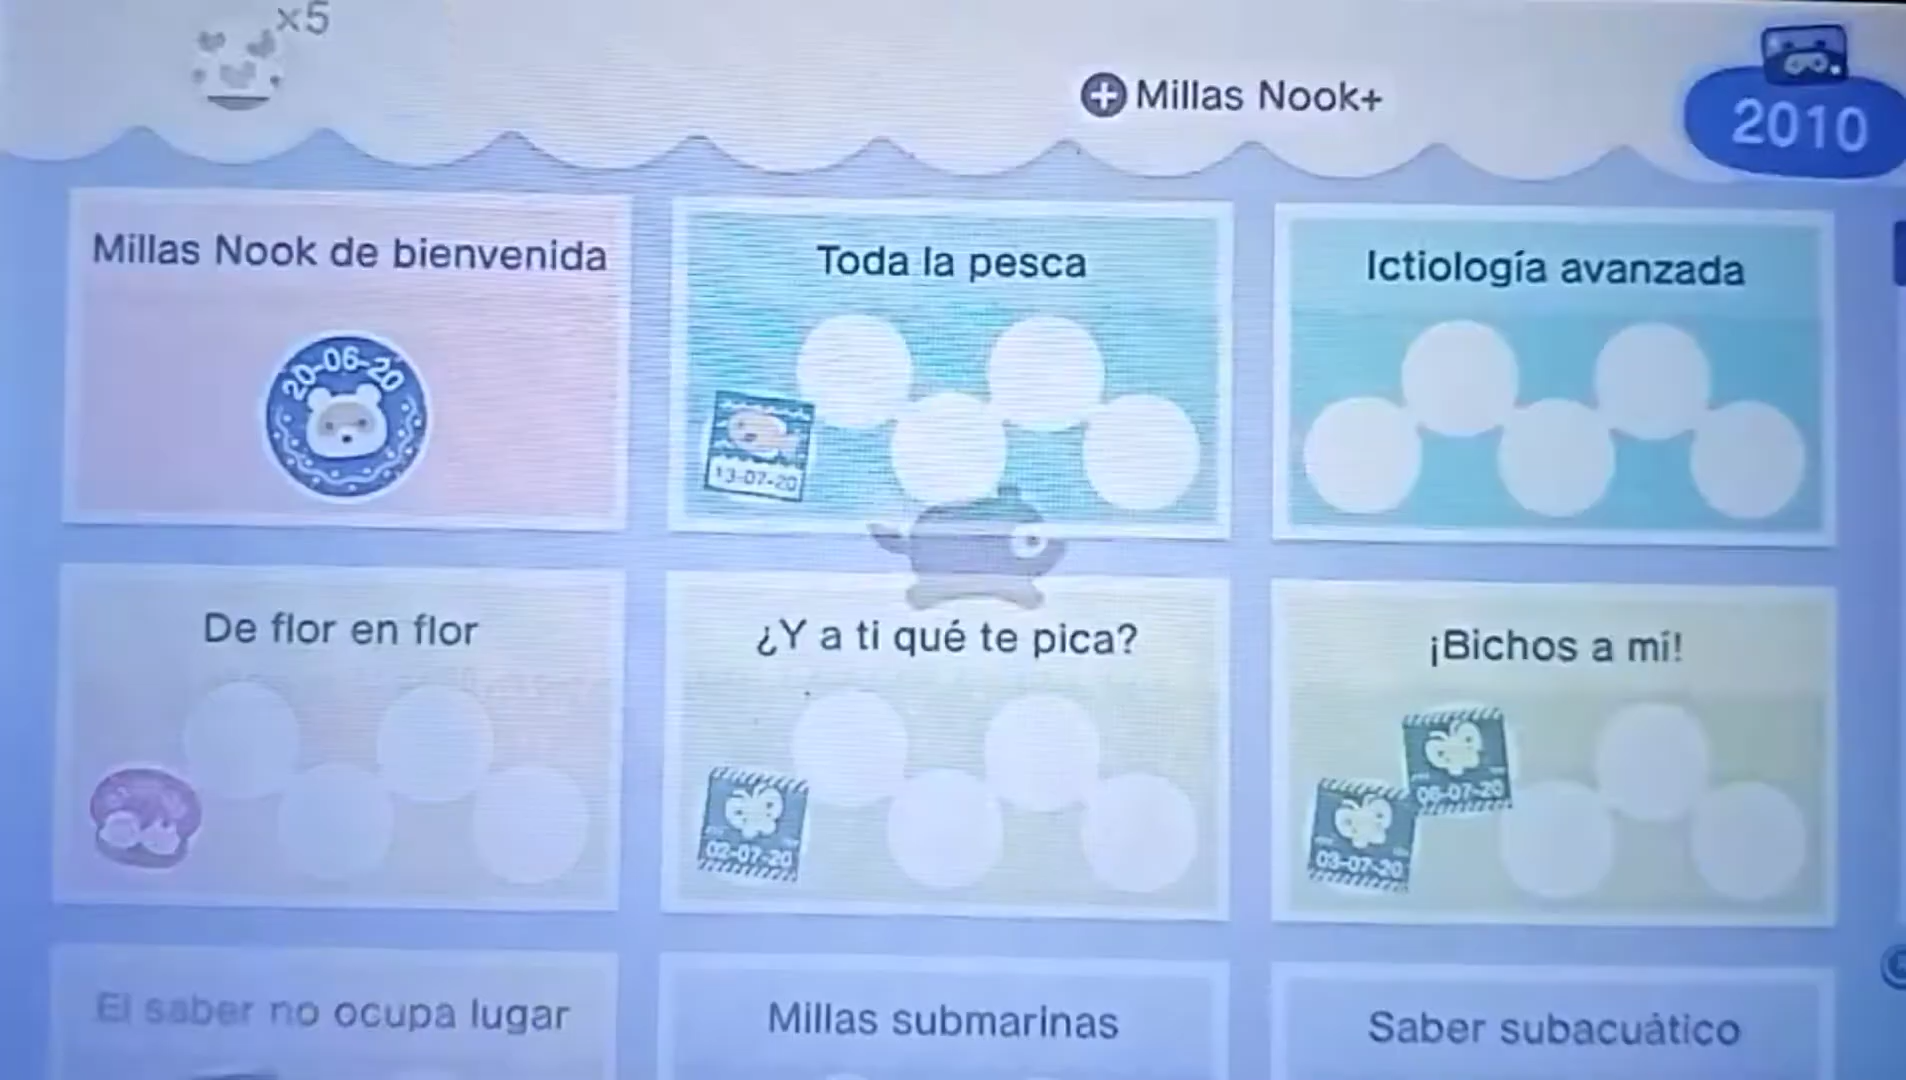 x5
Millas Nook+
2010
Millas Nook de bienvenida
20-06-20
Toda la pesca
13-07-20
Ictiología avanzada
De flor en flor
¿Y a ti qué te pica?
02-07-20
¡Bichos a mí!
06-07-20
03-07-20
El saber no ocupa lugar
Millas submarinas
Saber subacuático